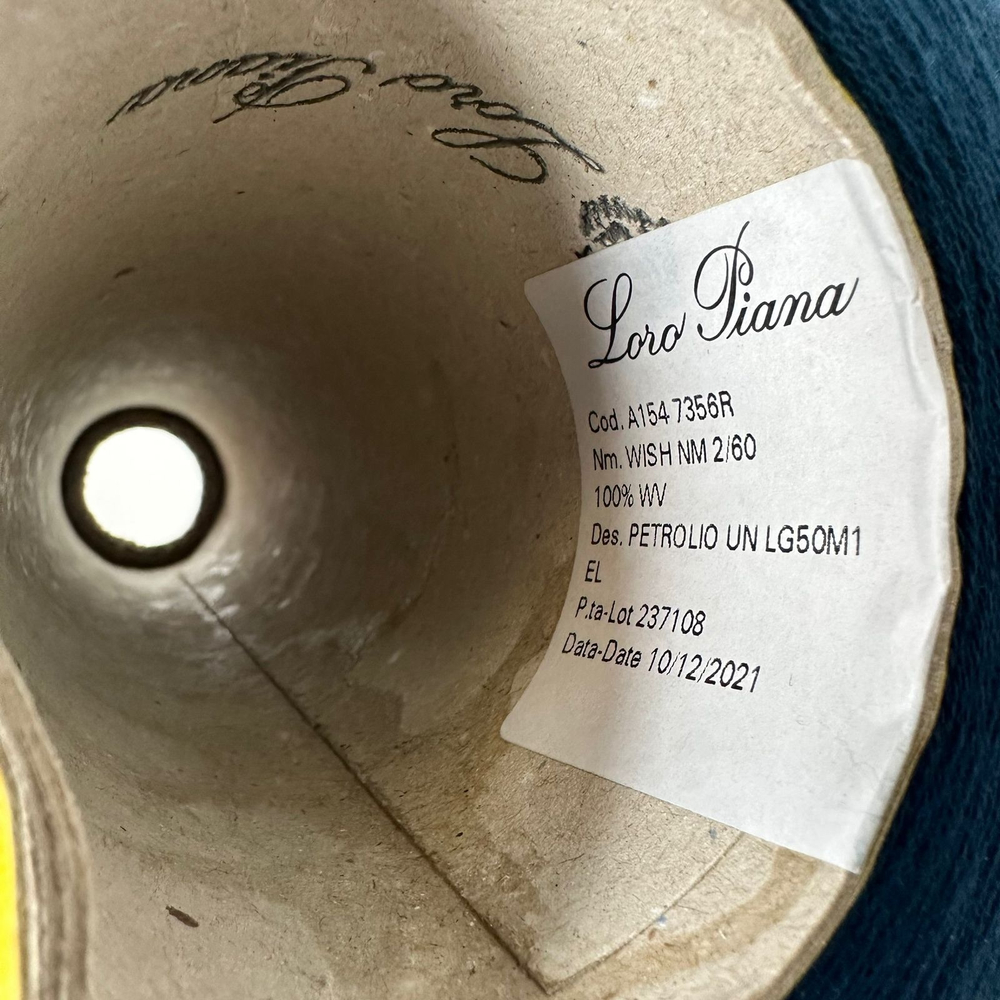 Loro Piana
Loro Piana
Cod. A154 7356R
Nm. WISH NM 2/60
100% WV
Des. PETROLIO UN LG50M1
EL
P.ta-Lot 237108
Data-Date 10/12/2021